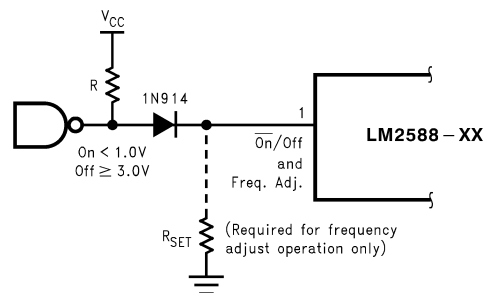 V_CC
R
1N914
On < 1.0V
Off ≥ 3.0V
1
O̅n̅/Off
and
Freq. Adj.
LM2588–XX
R_SET
(Required for frequency
adjust operation only)